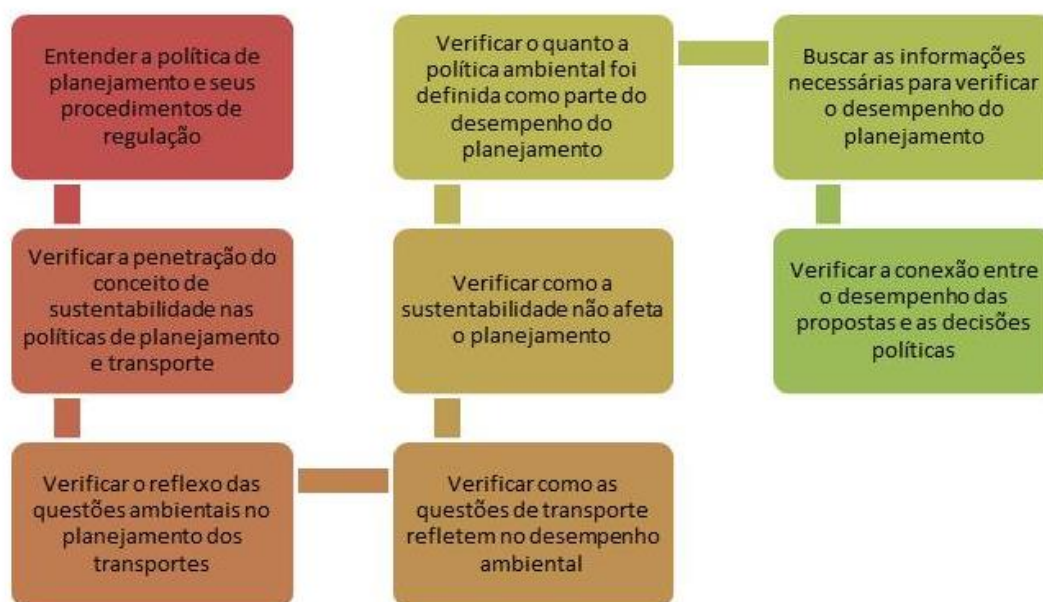 Entender a política de
planejamento e seus
procedimentos de
regulação
Verificar a penetração do
conceito de
sustentabilidade nas
políticas de planejamento
e transporte
Verificar o reflexo das
questões ambientais no
planejamento dos
transportes
Verificar como as
questões de transporte
refletem no desempenho
ambiental
Verificar como a
sustentabilidade não afeta
o planejamento
Verificar o quanto a
política ambiental foi
definida como parte do
desempenho do
planejamento
Buscar as informações
necessárias para verificar
o desempenho do
planejamento
Verificar a conexão entre
o desempenho das
propostas e as decisões
políticas